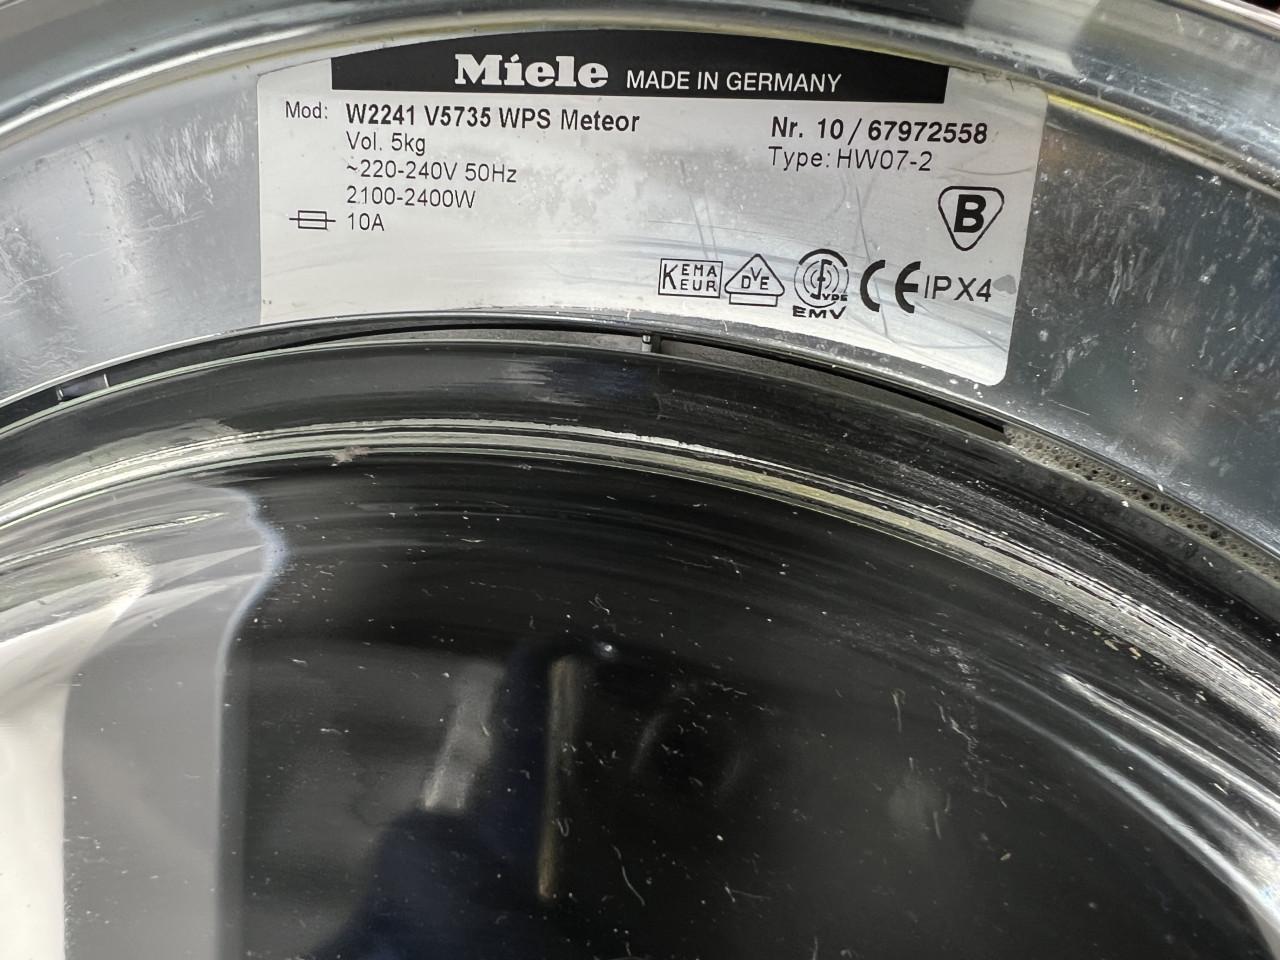 Miele MADE IN GERMANY
Mod: W2241 V5735 WPS Meteor
Nr. 10 / 67972558
Vol. 5kg
Type: HW07-2
~220-240V 50Hz
2100-2400W
10A
B
KEMA
KEUR
DVE
EMV
CE IPX4